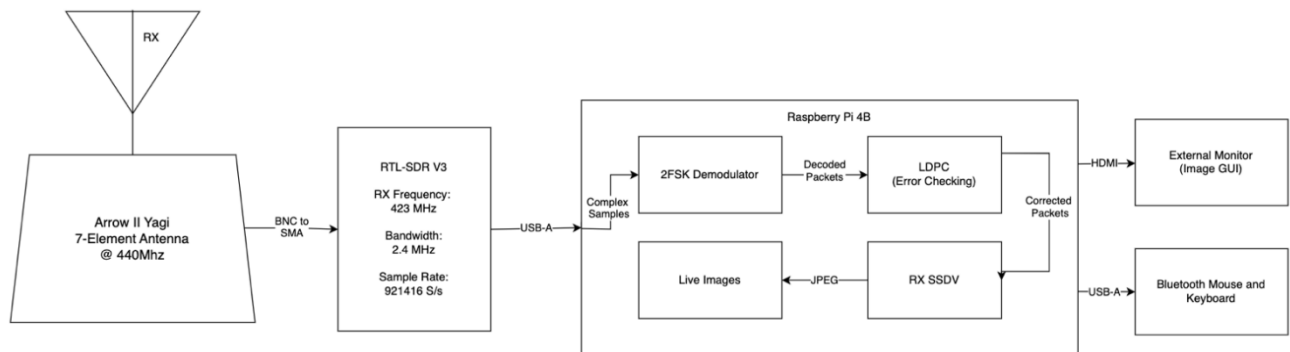 RX
Arrow II Yagi
7-Element Antenna
@ 440Mhz
BNC to
SMA
RTL-SDR V3
RX Frequency:
423 MHz
Bandwidth:
2.4 MHz
Sample Rate:
921416 S/s
USB-A
Raspberry Pi 4B
Complex
Samples
2FSK Demodulator
Decoded
Packets
LDPC
(Error Checking)
Corrected
Packets
RX SSDV
JPEG
Live Images
HDMI
External Monitor
(Image GUI)
USB-A
Bluetooth Mouse and
Keyboard